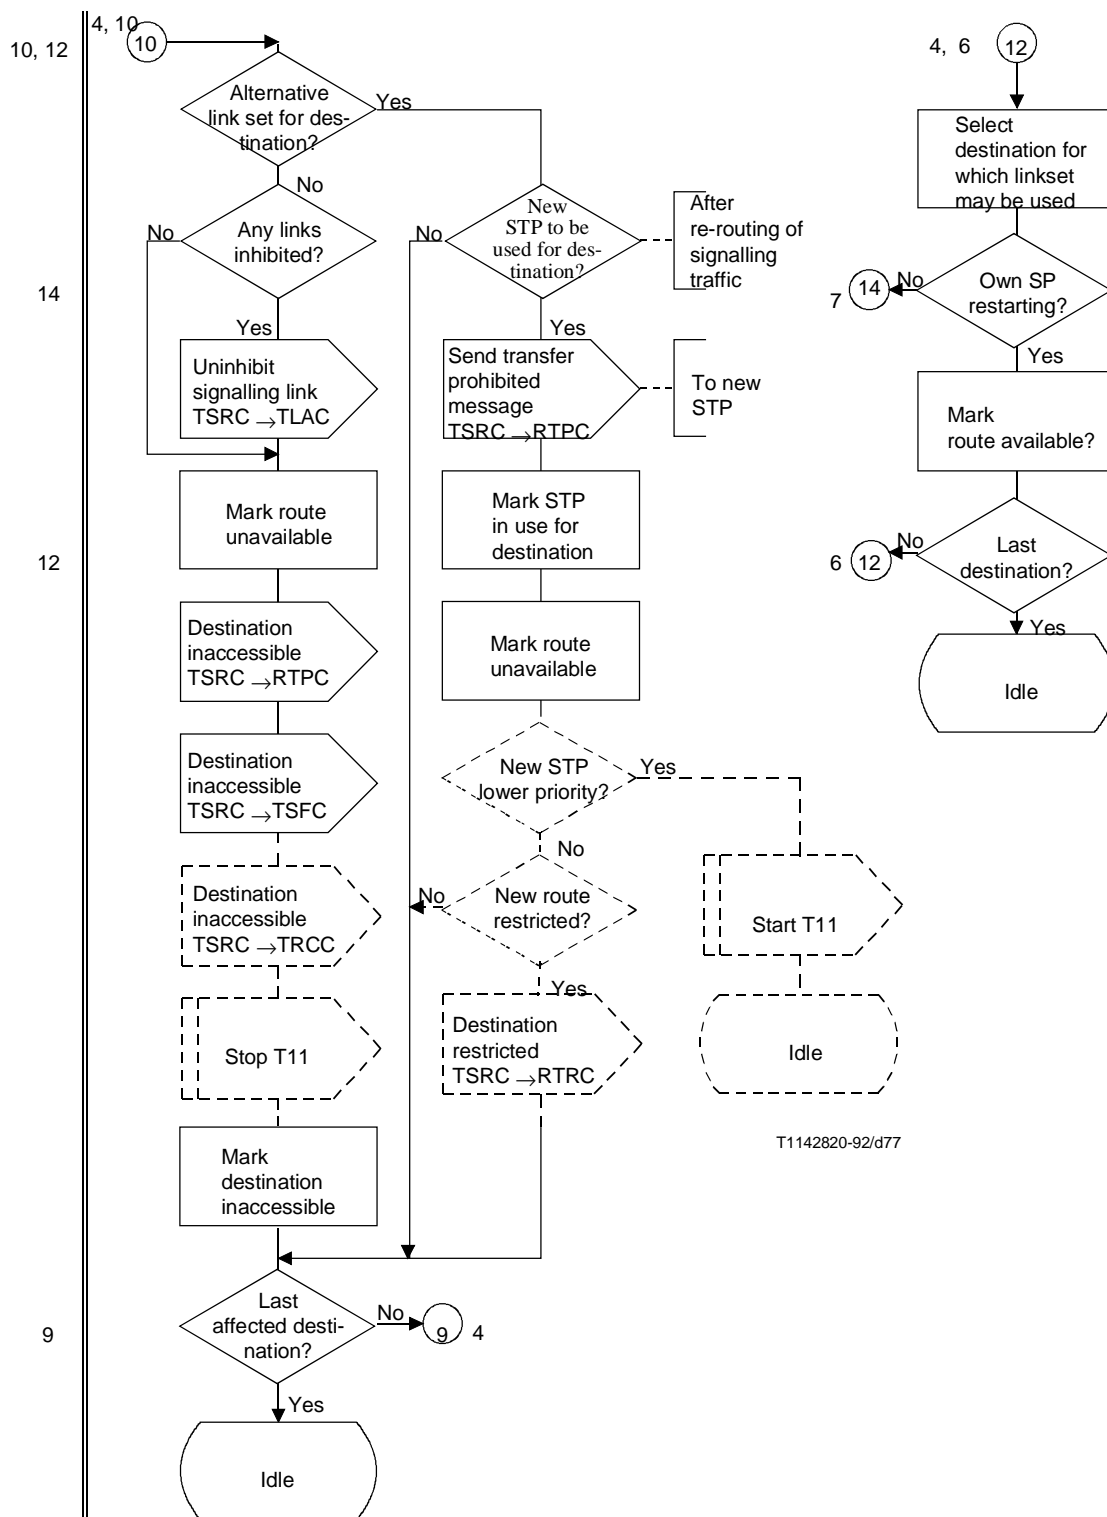 4, 10
10, 12
10
Alternative
link set for des-
tination?
Yes
No
Any links
inhibited?
No
14
Yes
Uninhibit
signalling link
TSRC → TLAC
Mark route
unavailable
12
Destination
inaccessible
TSRC → RTPC
Destination
inaccessible
TSRC → TSFC
Destination
inaccessible
TSRC → TRCC
Stop T11
Mark
destination
inaccessible
Last
affected desti-
nation?
No
9
4
9
Yes
Idle
New
STP to be
used for des-
tination?
No
After
re-routing of
signalling
traffic
Yes
Send transfer
prohibited
message
TSRC → RTPC
To new
STP
Mark STP
in use for
destination
Mark route
unavailable
New STP
lower priority?
Yes
No
New route
restricted?
No
Start T11
Yes
Destination
restricted
TSRC → RTRC
Idle
T1142820-92/d77
4, 6
12
Select
destination for
which linkset
may be used
Own SP
restarting?
No
14
7
Yes
Mark
route available?
Last
destination?
No
12
6
Yes
Idle